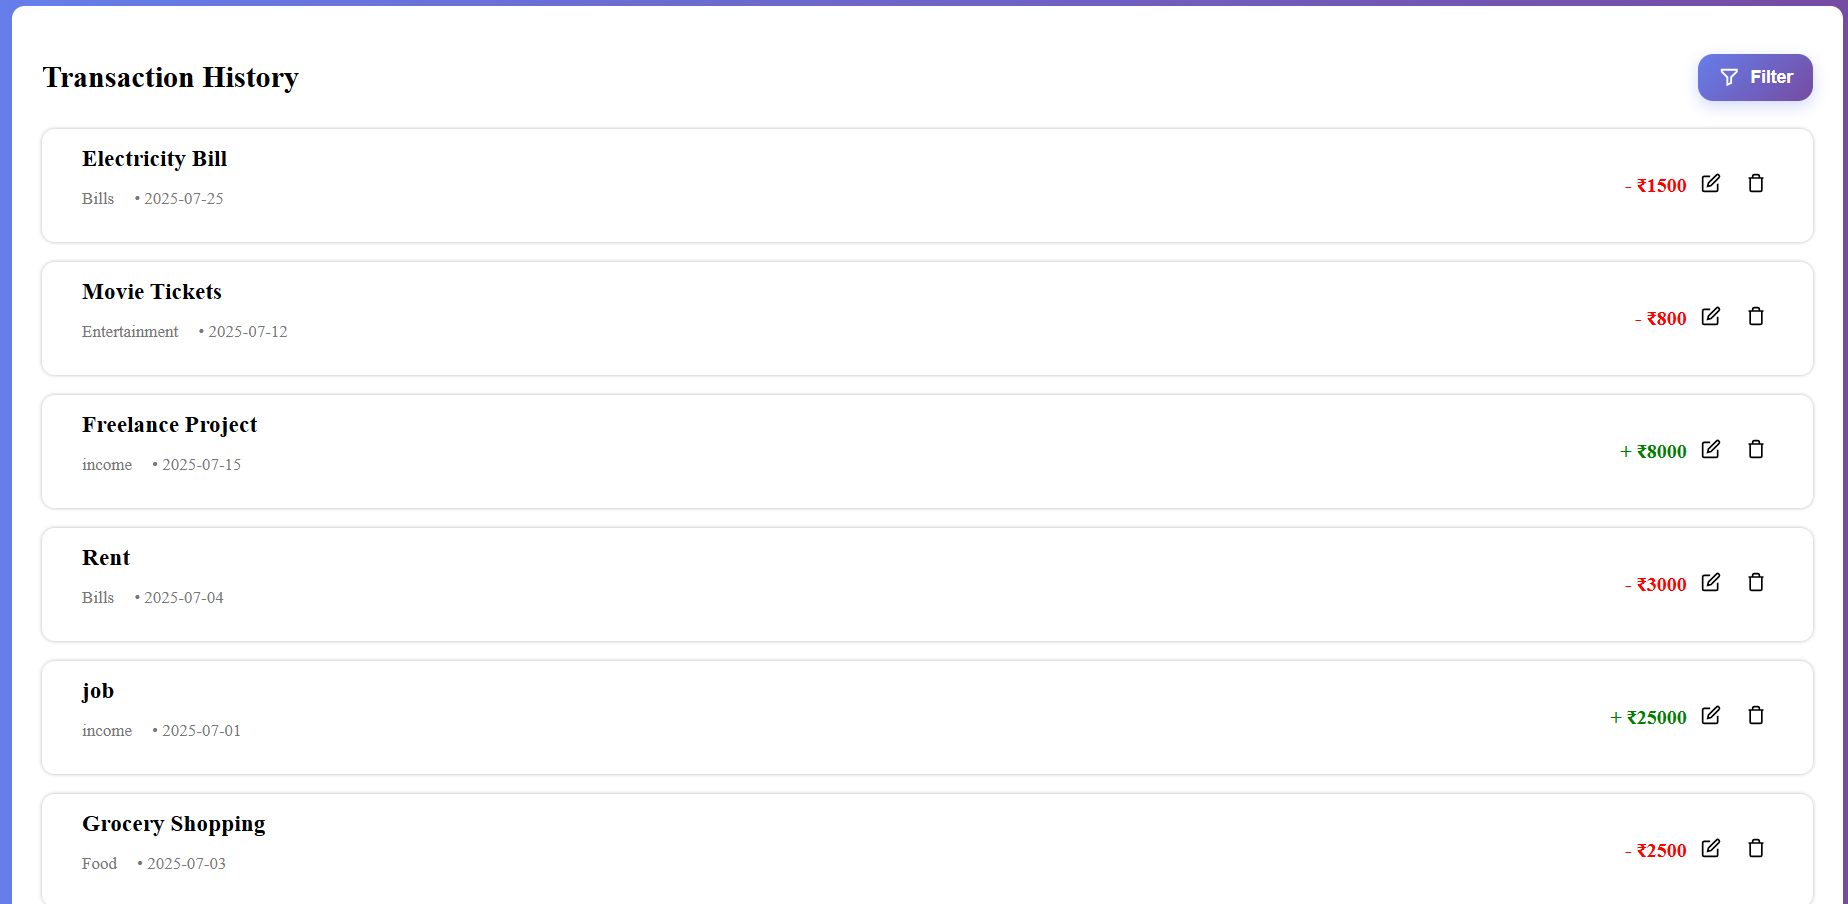 Transaction History
Filter
Electricity Bill
Bills • 2025-07-25
- ₹1500
Movie Tickets
Entertainment • 2025-07-12
- ₹800
Freelance Project
income • 2025-07-15
+ ₹8000
Rent
Bills • 2025-07-04
- ₹3000
job
income • 2025-07-01
+ ₹25000
Grocery Shopping
Food • 2025-07-03
- ₹2500